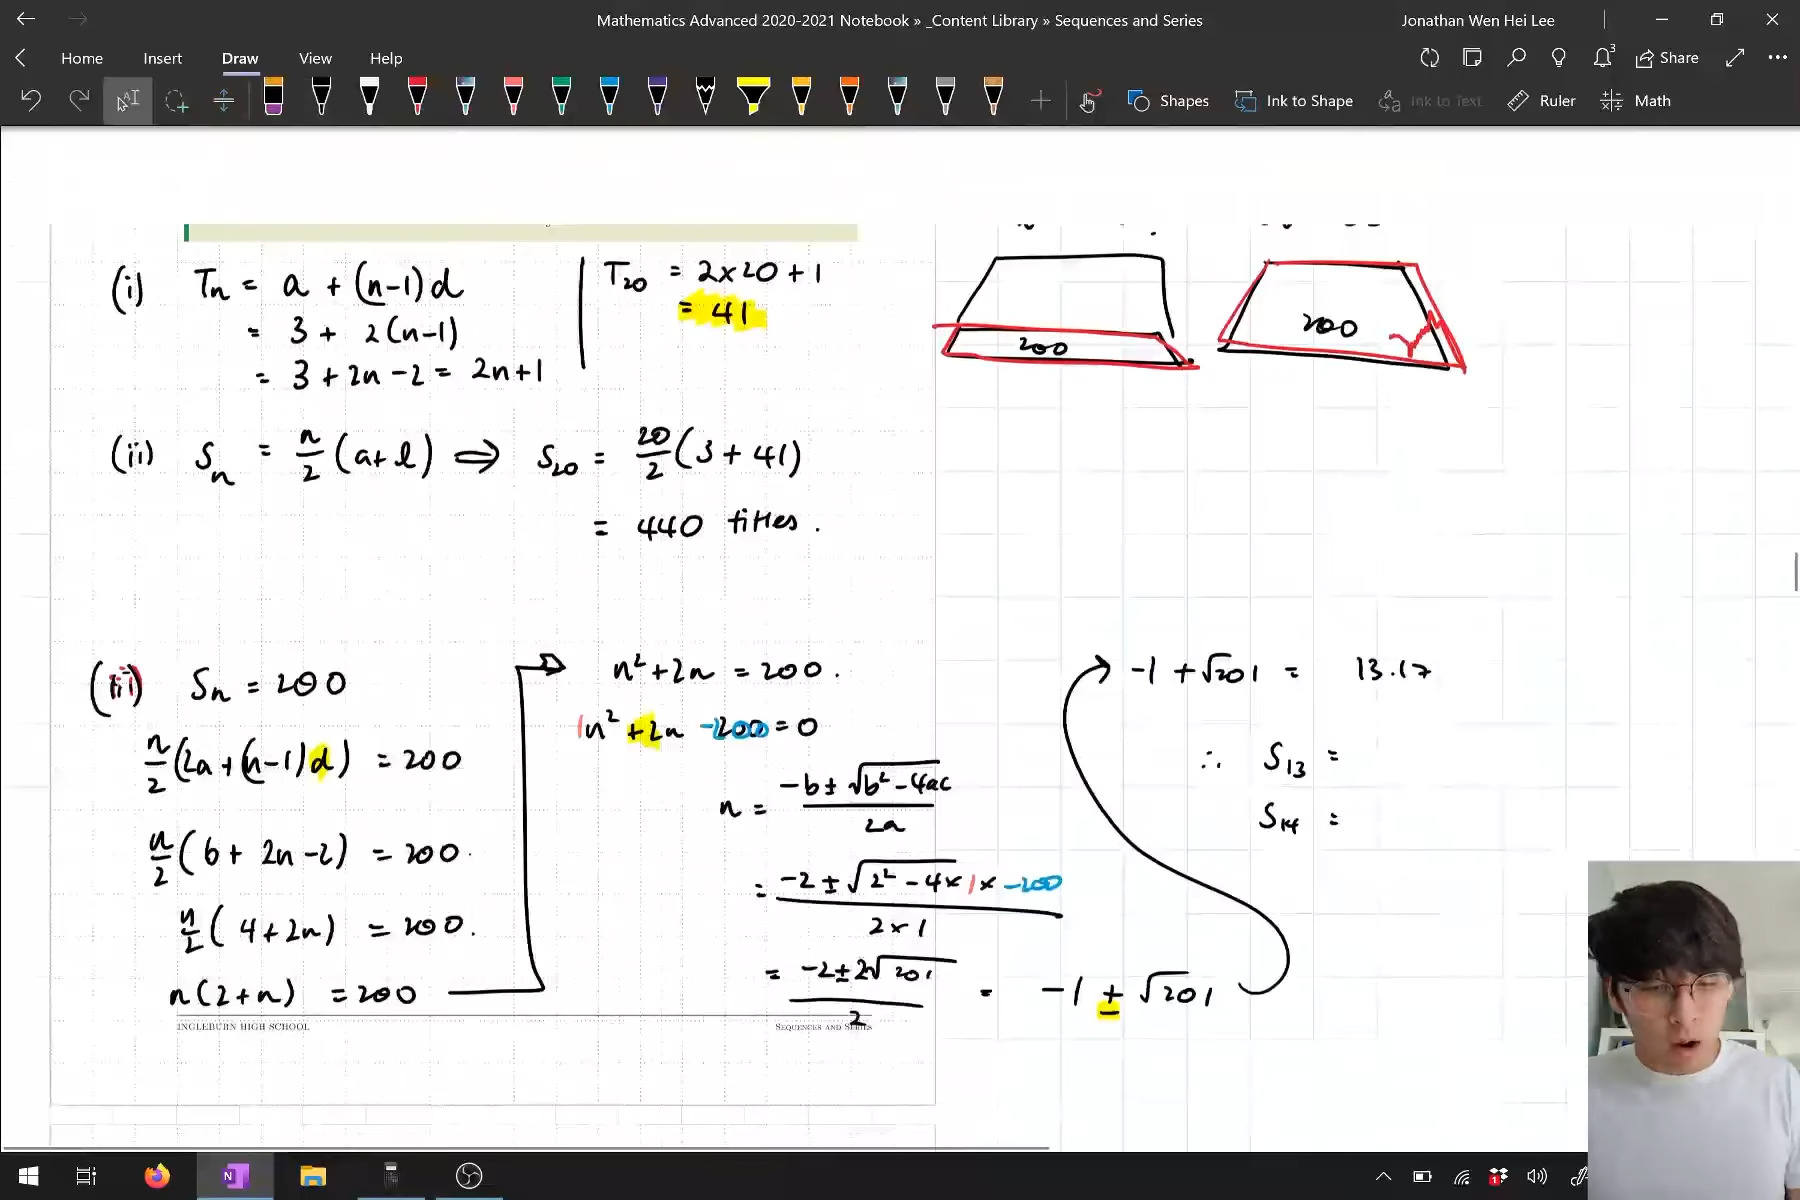 Mathematics Advanced 2020-2021 Notebook » _Content Library » Sequences and Series
Jonathan Wen Hei Lee
Home Insert Draw View Help
3
Share
AI
Shapes
Ink to Shape
Ink to Text
Ruler
Math
(i) Tn = a + (n-1)d
= 3 + 2(n-1)
= 3 + 2n - 2 = 2n+1
T20 = 2×20 + 1
= 41
200
200
(ii) Sn = n/2 (a+l) ⟺ S20 = 20/2 (3 + 41)
= 440 titles.
(iii) Sn = 200
n/2 (2a + (n-1)d) = 200
n/2 (6 + 2n - 2) = 200.
n/2 (4 + 2n) = 200.
n(2+n) = 200
n² + 2n = 200.
1n² + 2n - 200 = 0
n = (-b ± √(b² - 4ac)) / 2a
= (-2 ± √(2² - 4×1×-200)) / 2×1
= (-2 ± 2√201) / 2 = -1 ± √201
-1 + √201 = 13.17
∴ S13 =
S14 =
INGLEBURN HIGH SCHOOL
SEQUENCES AND SERIES